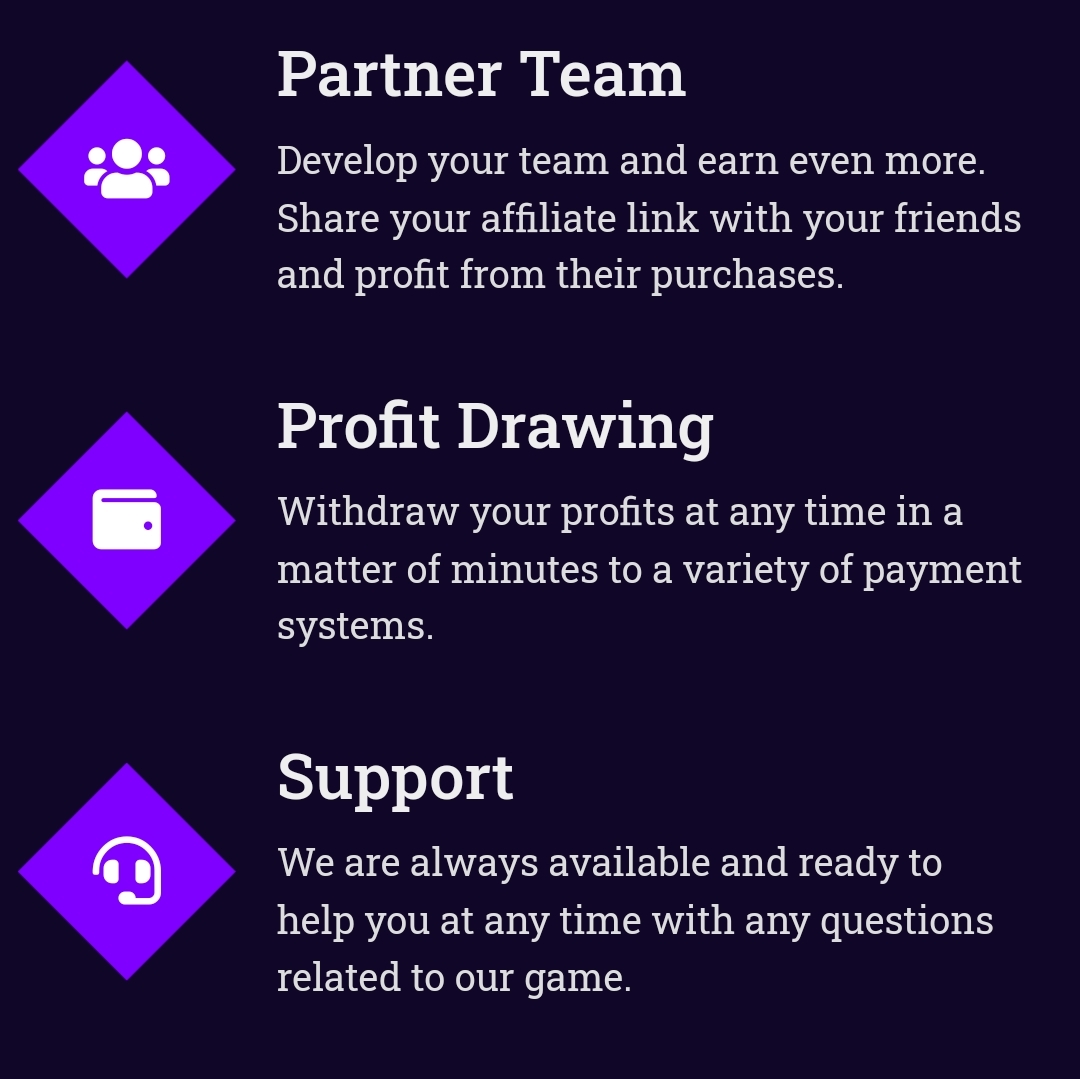 Partner Team
Develop your team and earn even more.
Share your affiliate link with your friends
and profit from their purchases.
Profit Drawing
Withdraw your profits at any time in a
matter of minutes to a variety of payment
systems.
Support
We are always available and ready to
help you at any time with any questions
related to our game.